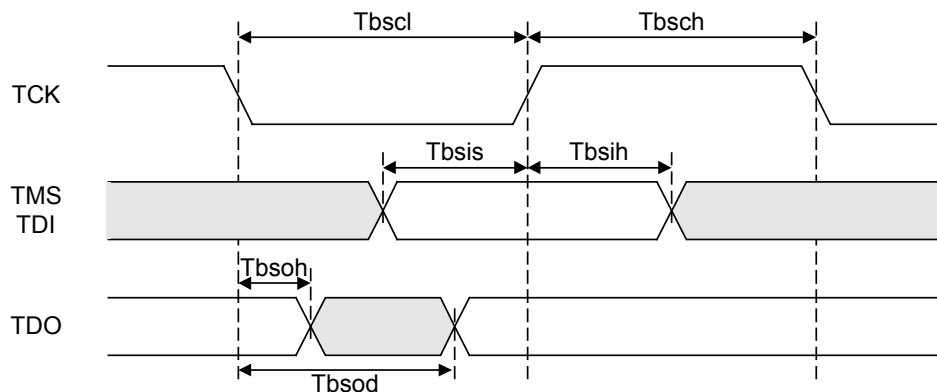 Tbscl Tbsch
TCK
Tbsis Tbsih
TMS
TDI
Tbsoh
TDO
Tbsod